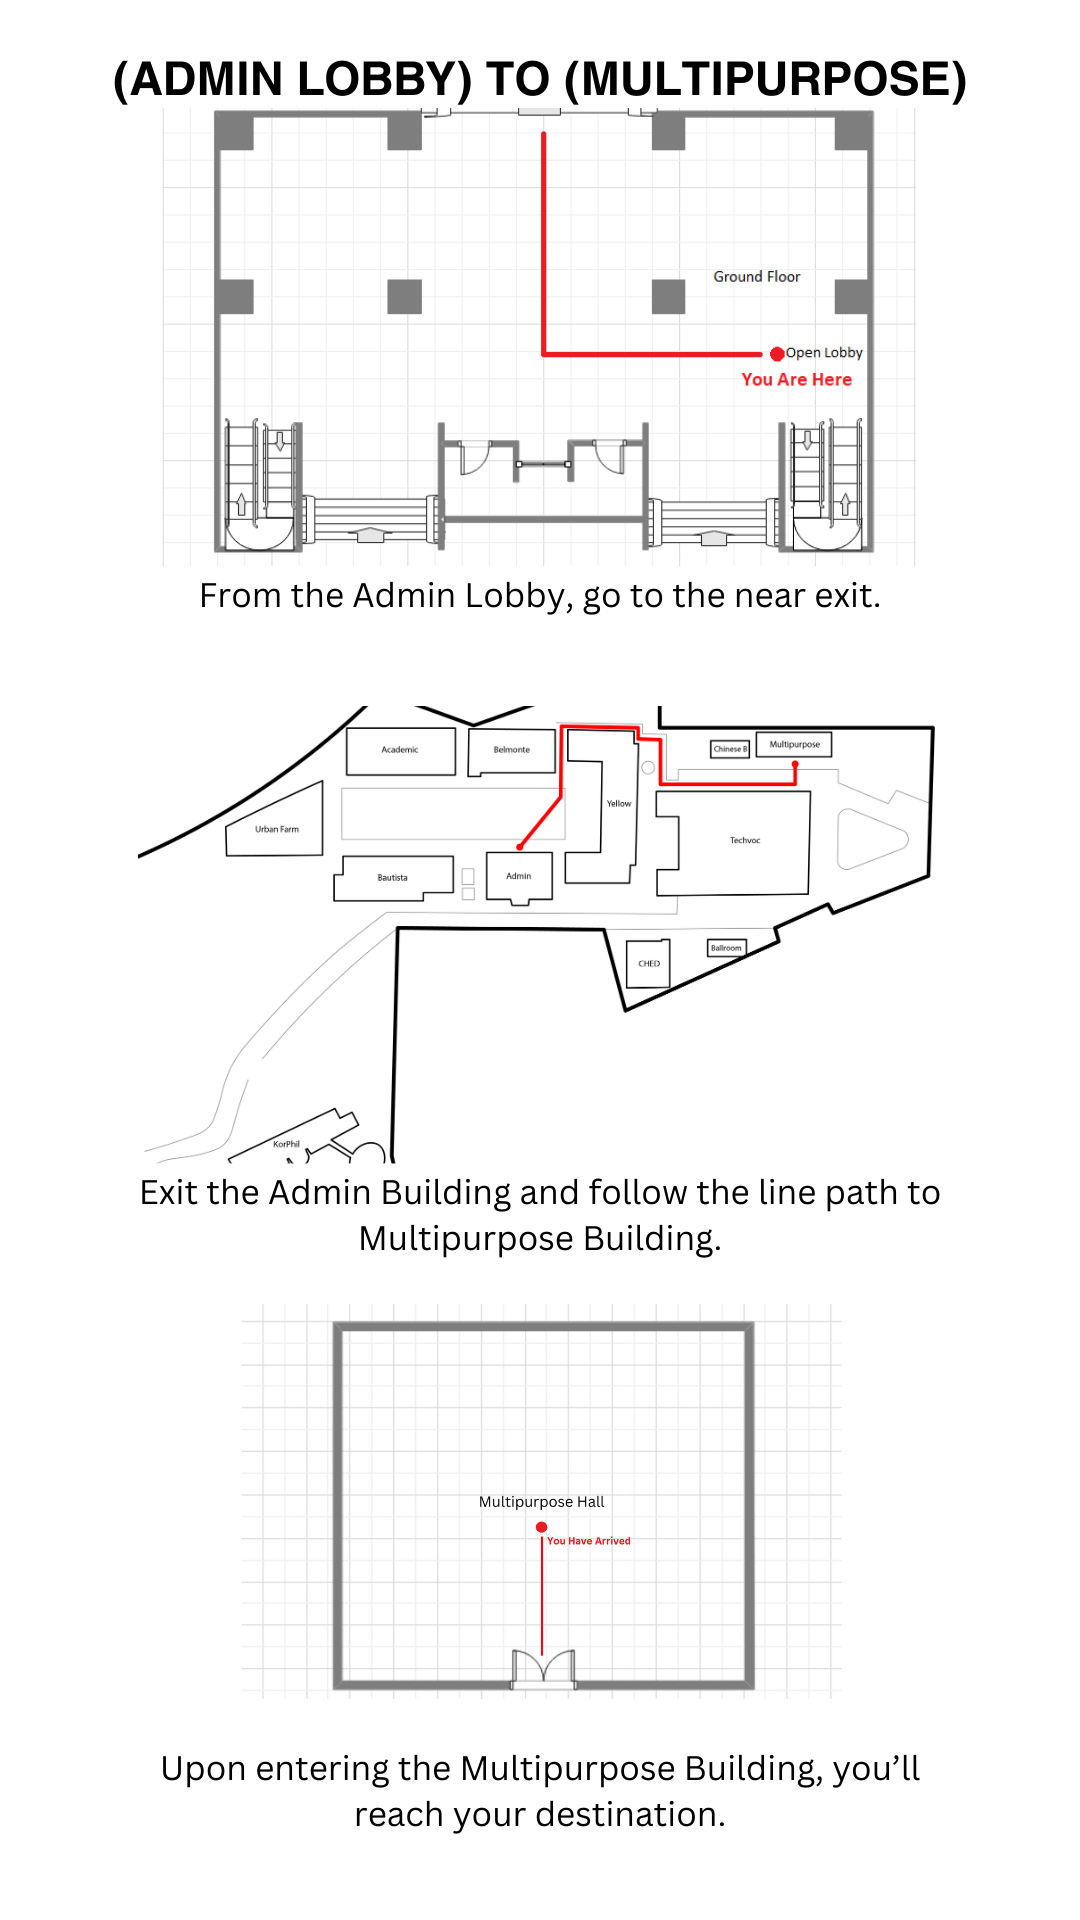 (ADMIN LOBBY) TO (MULTIPURPOSE)
Ground Floor
Open Lobby
You Are Here
From the Admin Lobby, go to the near exit.
Academic
Belmonte
Chinese B
Multipurpose
Yellow
Urban Farm
Techvoc
Bautista
Admin
CHED
Ballroom
KorPhil
Exit the Admin Building and follow the line path to
Multipurpose Building.
Multipurpose Hall
You Have Arrived
Upon entering the Multipurpose Building, you’ll
reach your destination.